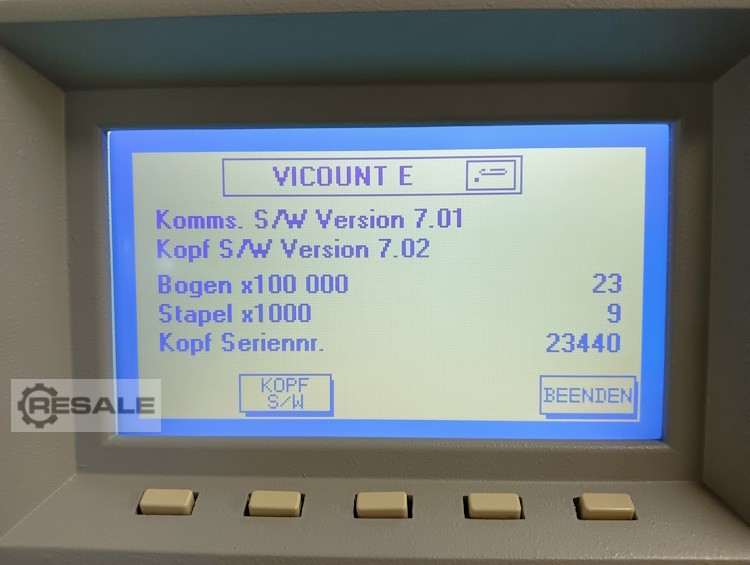 VICOUNT E
Komms. S/W Version 7.01
Kopf S/W Version 7.02
Bogen x100 000 23
Stapel x1000 9
Kopf Seriennr. 23440
KOPF
S/W
BEENDEN
RESALE